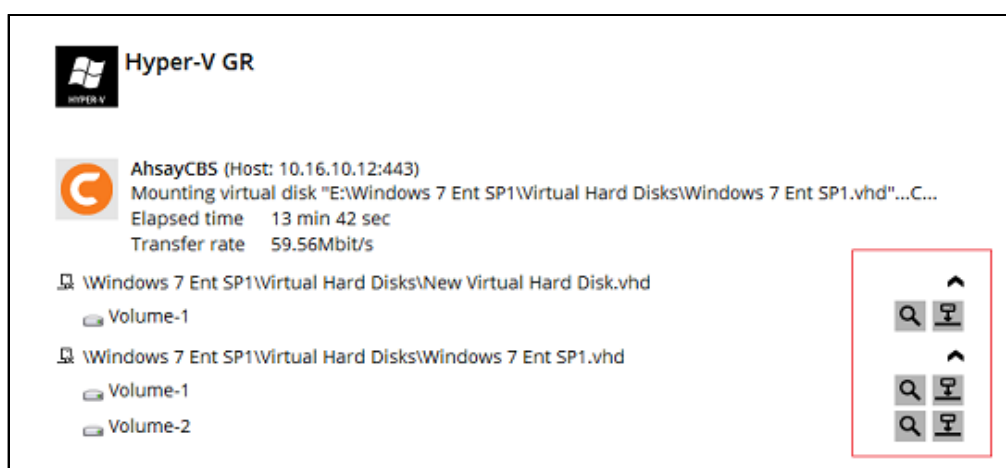 Hyper-V GR
HYPER-V
AhsayCBS (Host: 10.16.10.12:443)
Mounting virtual disk "E:\Windows 7 Ent SP1\Virtual Hard Disks\Windows 7 Ent SP1.vhd"...C...
Elapsed time 13 min 42 sec
Transfer rate 59.56Mbit/s
\Windows 7 Ent SP1\Virtual Hard Disks\New Virtual Hard Disk.vhd
Volume-1
\Windows 7 Ent SP1\Virtual Hard Disks\Windows 7 Ent SP1.vhd
Volume-1
Volume-2